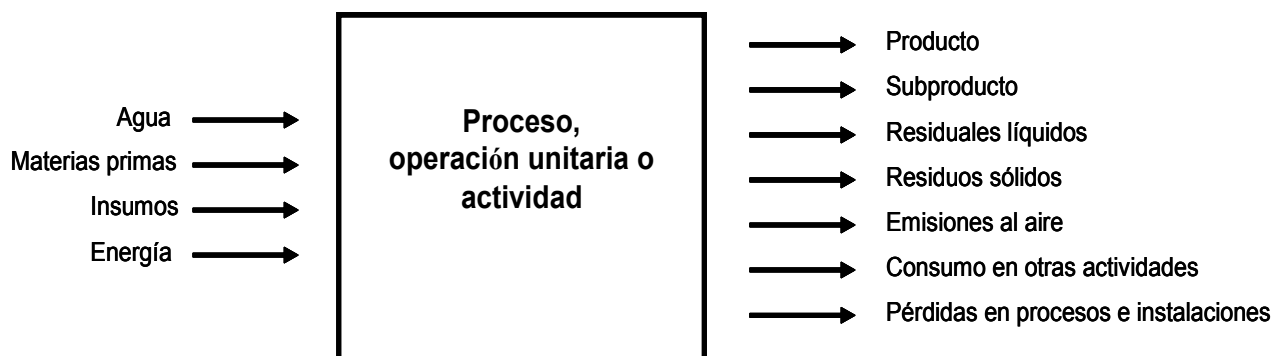 Agua
Materias primas
Insumos
Energía
Proceso,
operación unitaria o
actividad
Producto
Subproducto
Residuales líquidos
Residuos sólidos
Emisiones al aire
Consumo en otras actividades
Pérdidas en procesos e instalaciones